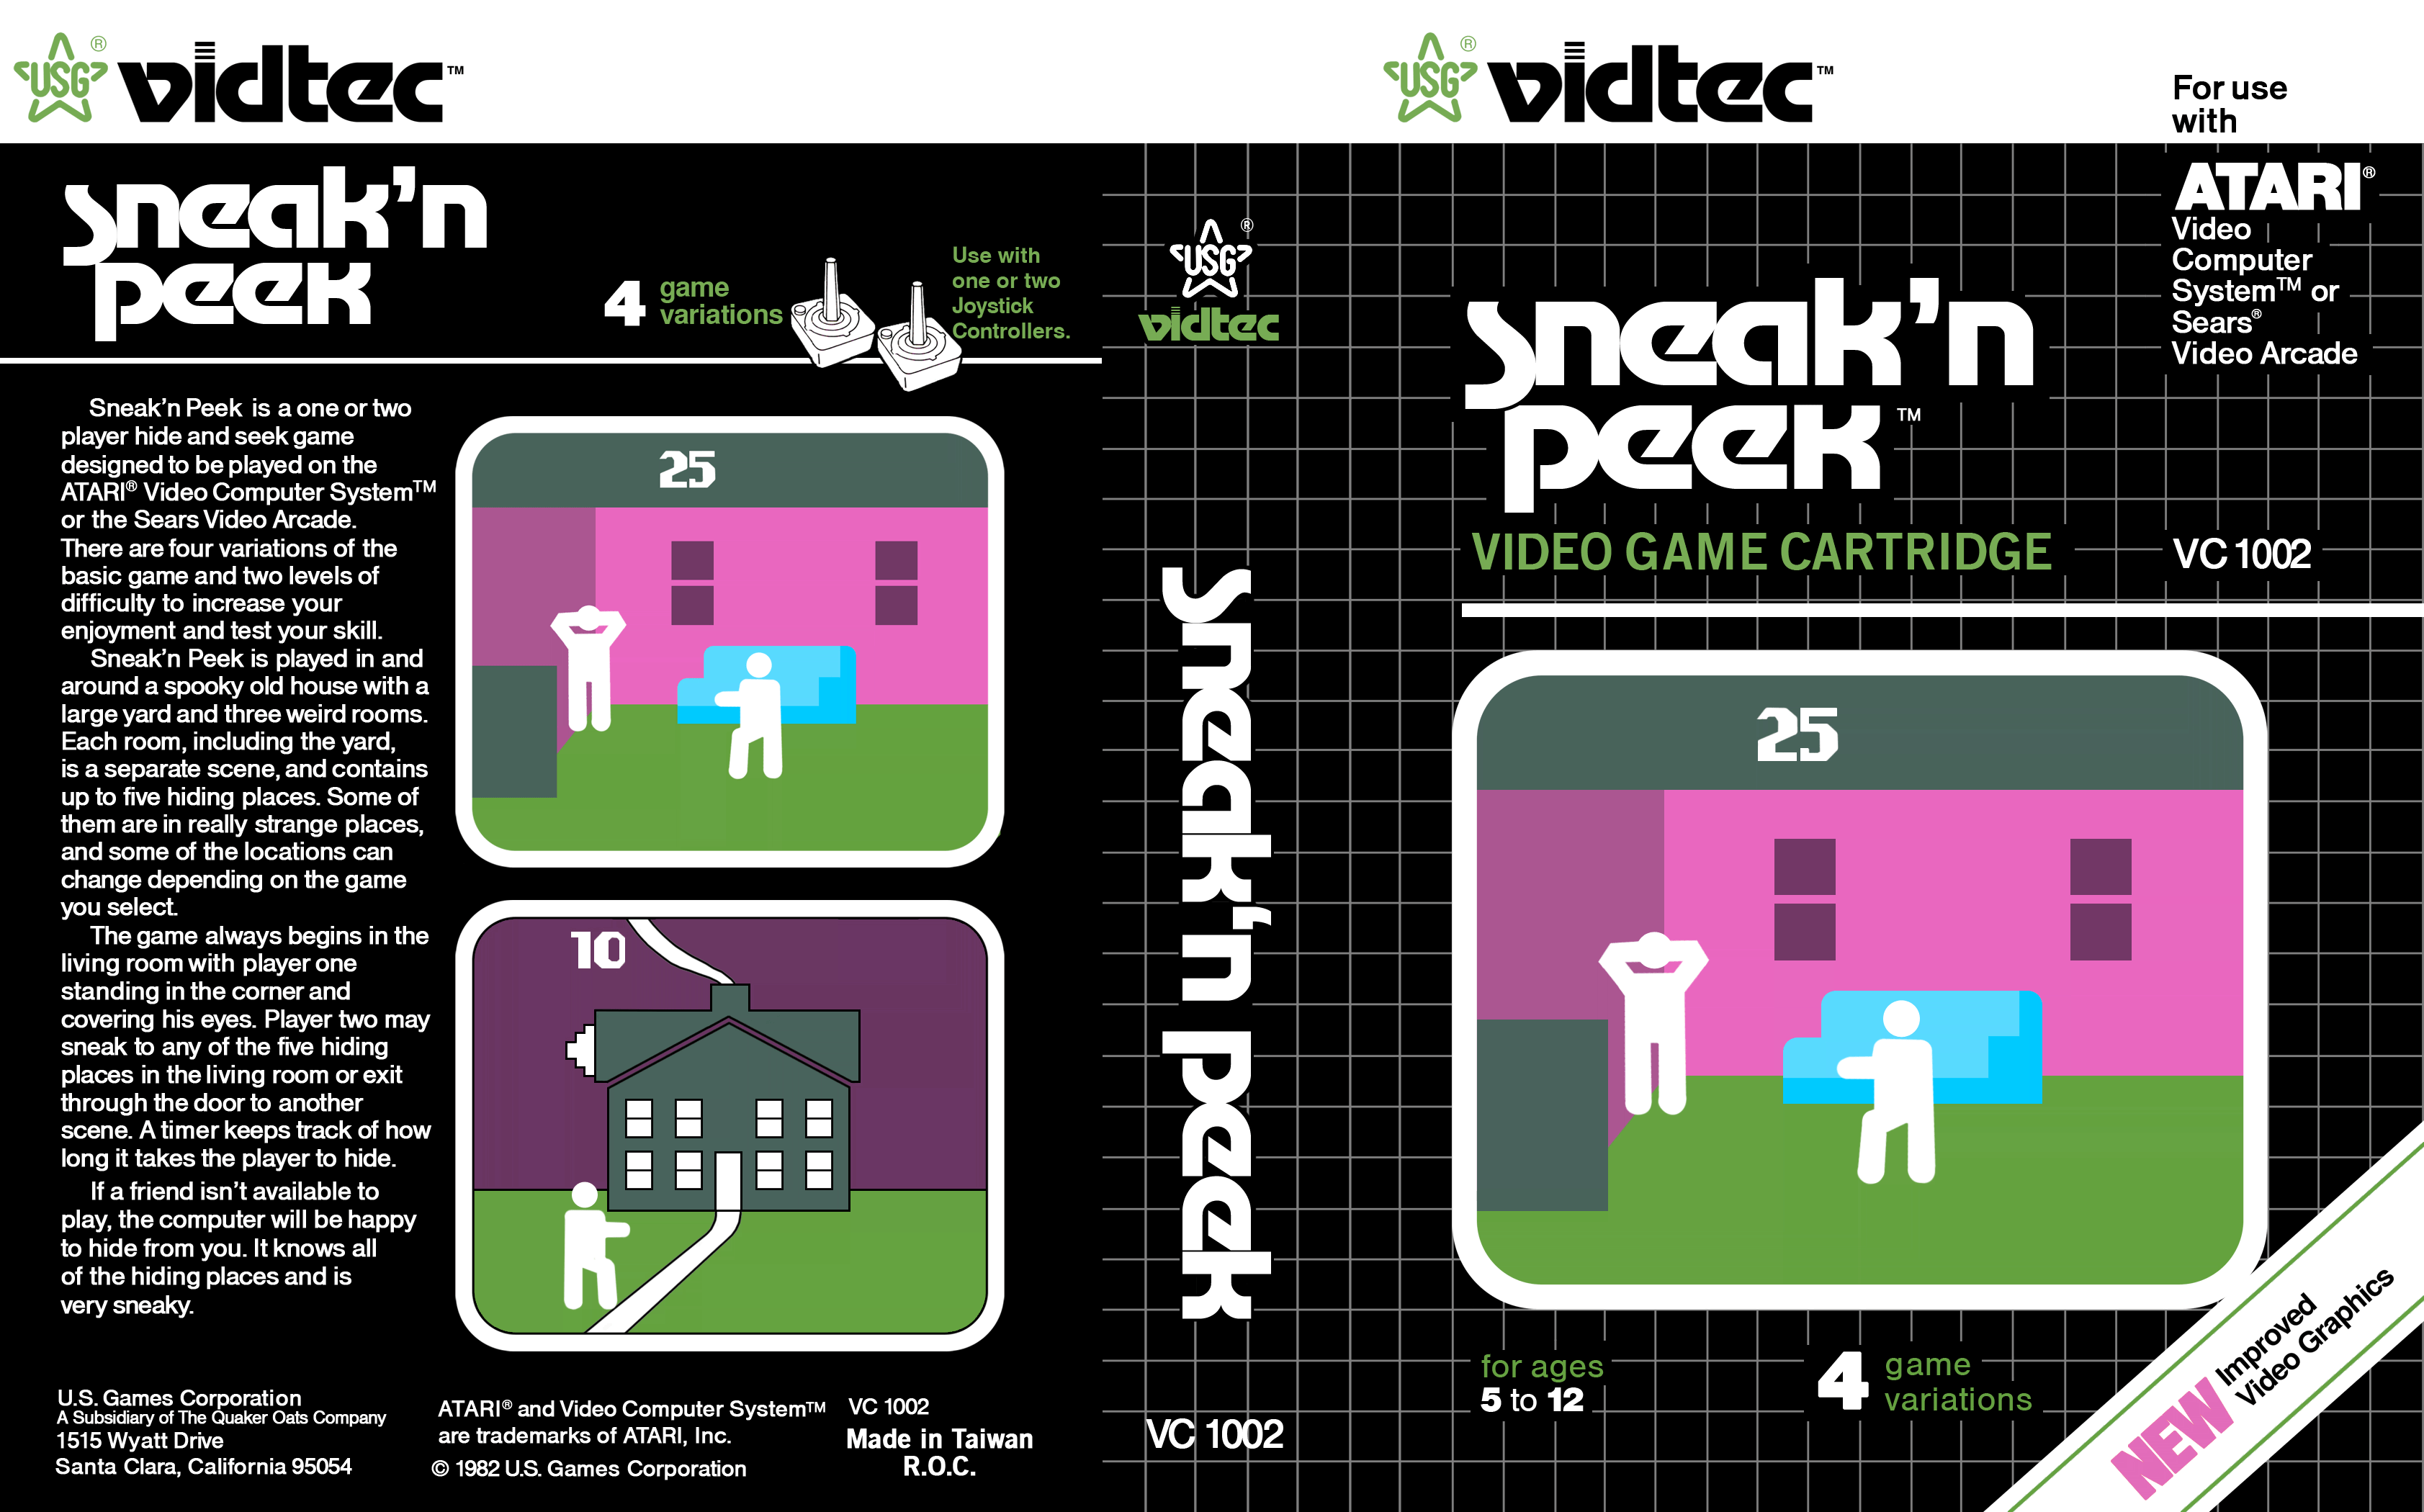 USG® vidtec™
sneak'n
peek
4 game
variations
Use with
one or two
Joystick
Controllers.
Sneak'n Peek is a one or two
player hide and seek game
designed to be played on the
ATARI® Video Computer System™
or the Sears Video Arcade.
There are four variations of the
basic game and two levels of
difficulty to increase your
enjoyment and test your skill.
Sneak'n Peek is played in and
around a spooky old house with a
large yard and three weird rooms.
Each room, including the yard,
is a separate scene, and contains
up to five hiding places. Some of
them are in really strange places,
and some of the locations can
change depending on the game
you select.
The game always begins in the
living room with player one
standing in the corner and
covering his eyes. Player two may
sneak to any of the five hiding
places in the living room or exit
through the door to another
scene. A timer keeps track of how
long it takes the player to hide.
If a friend isn't available to
play, the computer will be happy
to hide from you. It knows all
of the hiding places and is
very sneaky.
25
10
U.S. Games Corporation
A Subsidiary of The Quaker Oats Company
1515 Wyatt Drive
Santa Clara, California 95054
ATARI® and Video Computer System™
are trademarks of ATARI, Inc.
© 1982 U.S. Games Corporation
VC 1002
Made in Taiwan
R.O.C.
USG®
vidtec
sneak'n peek
VC 1002
USG® vidtec™
For use
with
ATARI®
Video
Computer
System™ or
Sears®
Video Arcade
sneak'n
peek™
VIDEO GAME CARTRIDGE
VC 1002
25
for ages
5 to 12
4 game
variations
NEW Improved
Video Graphics